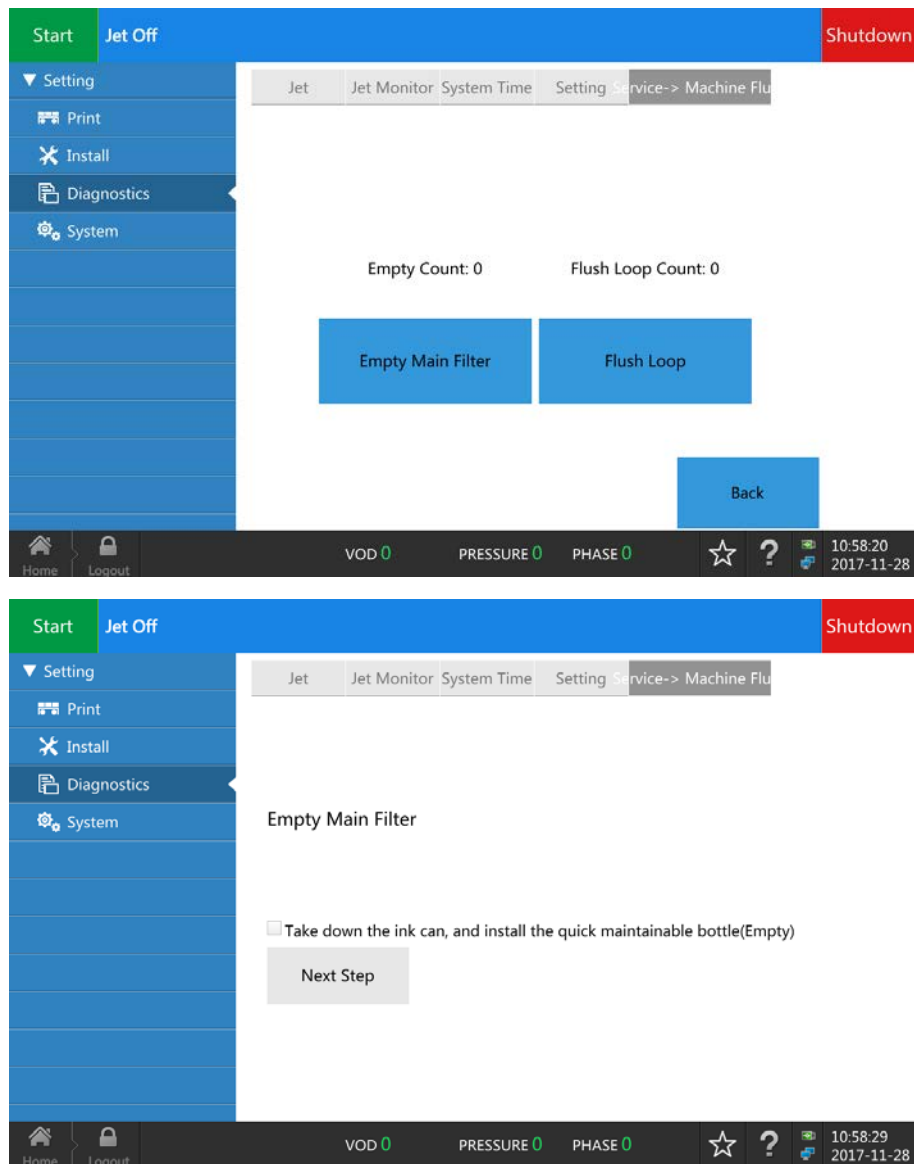 Start Jet Off Shutdown
Setting
Jet Jet Monitor System Time Setting Service-> Machine Flu
Print
Install
Diagnostics
System
Empty Count: 0 Flush Loop Count: 0
Empty Main Filter Flush Loop
Back
Home Logout VOD 0 PRESSURE 0 PHASE 0 ? 10:58:20
2017-11-28
Start Jet Off Shutdown
Setting
Jet Jet Monitor System Time Setting Service-> Machine Flu
Print
Install
Diagnostics
System
Empty Main Filter
Take down the ink can, and install the quick maintainable bottle(Empty)
Next Step
Home Logout VOD 0 PRESSURE 0 PHASE 0 ? 10:58:29
2017-11-28